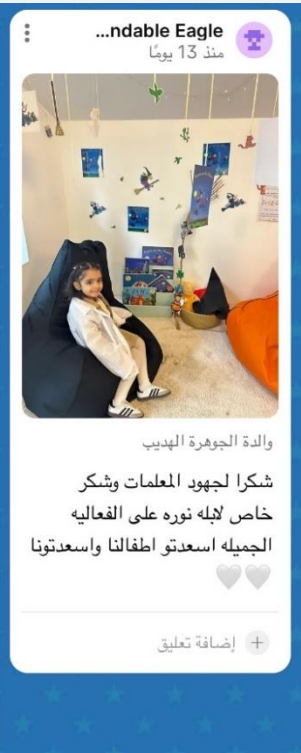 ...ndable Eagle
منذ 13 يومًا
والدة الجوهرة الهديب
شكرا لجهود المعلمات وشكر
خاص لابله نوره على الفعاليه
الجميله اسعدتو اطفالنا واسعدتونا
🤍🤍
إضافة تعليق